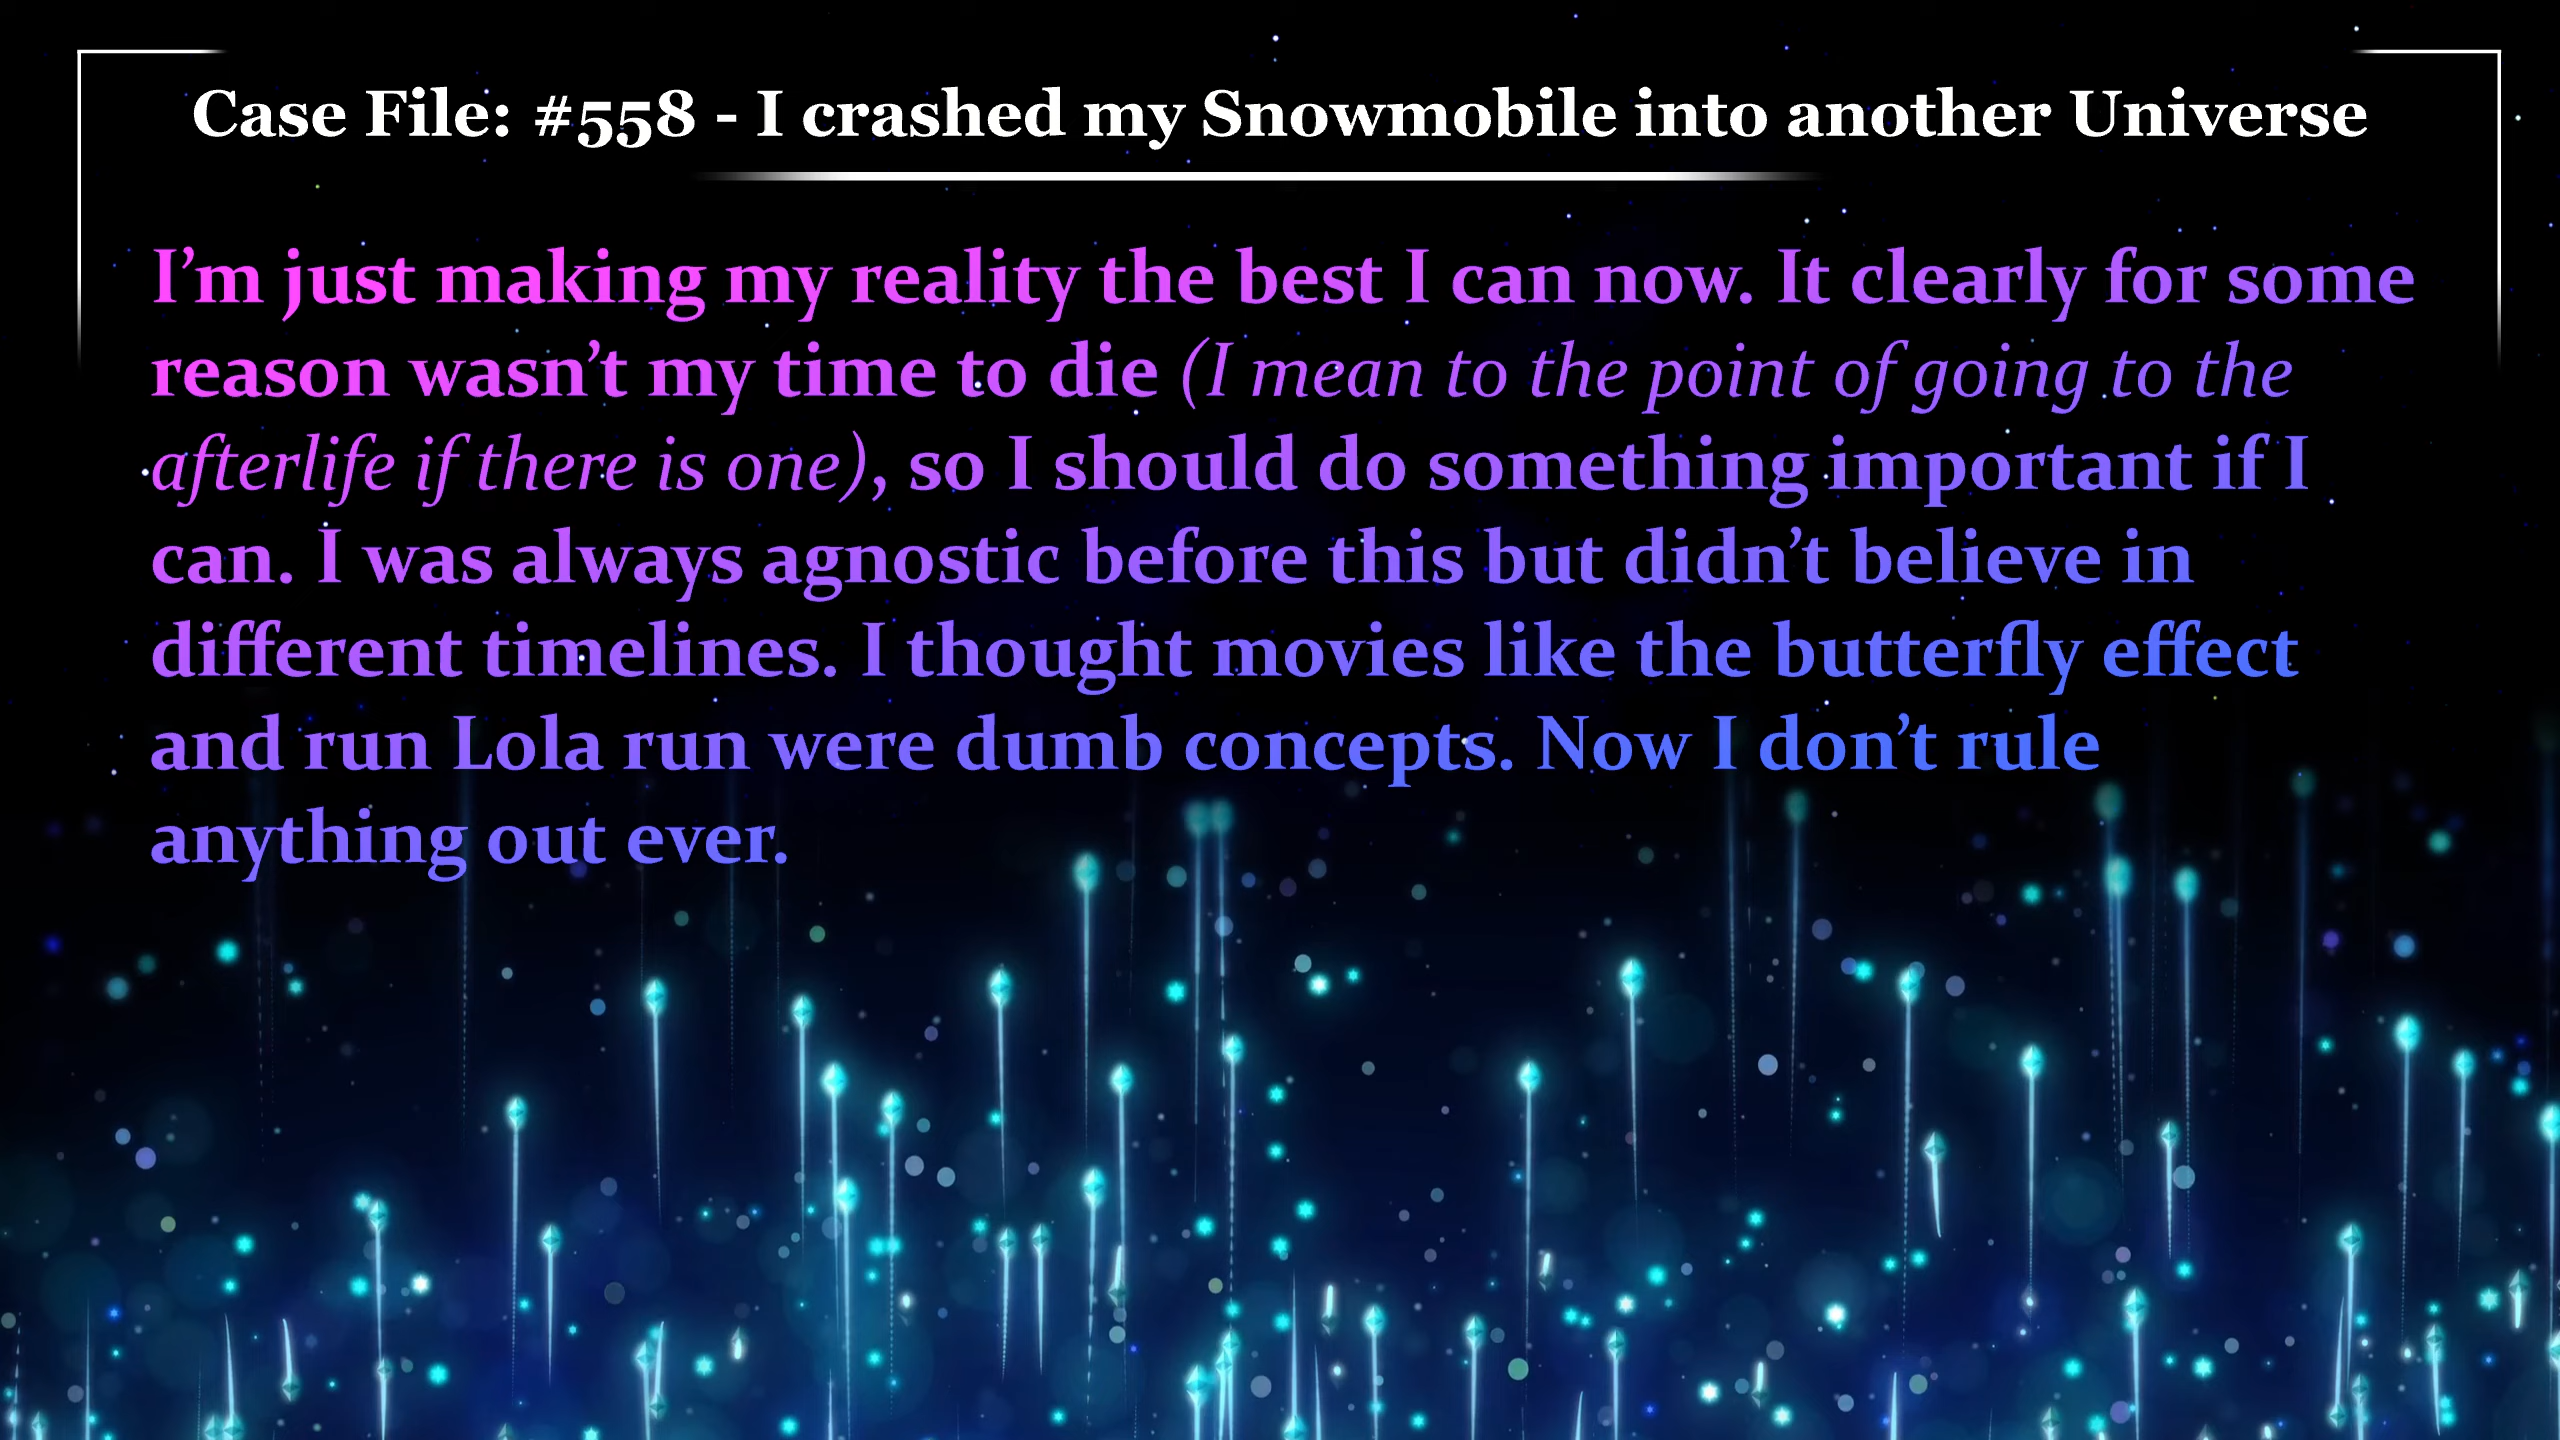 Case File: #558 - I crashed my Snowmobile into another Universe
I’m just making my reality the best I can now. It clearly for some
reason wasn’t my time to die (I mean to the point of going to the
afterlife if there is one), so I should do something important if I
can. I was always agnostic before this but didn’t believe in
different timelines. I thought movies like the butterfly effect
and run Lola run were dumb concepts. Now I don’t rule
anything out ever.